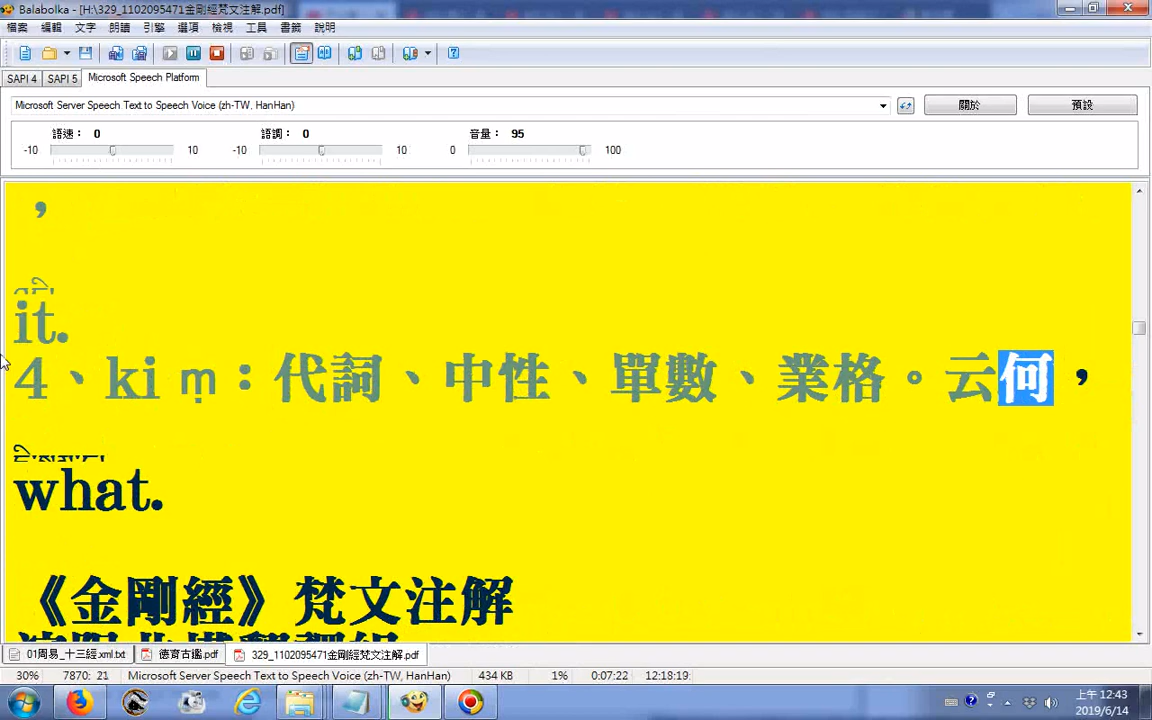 Balabolka - [H:\329_1102095471金剛經梵文注解.pdf]
檔案 編輯 文字 朗讀 引擎 選項 檢視 工具 書籤 說明
SAPI 4 SAPI 5 Microsoft Speech Platform
Microsoft Server Speech Text to Speech Voice (zh-TW, HanHan) 關於 預設
語速： 0 語調： 0 音量： 95
-10 10 -10 10 0 100
，
it.
4、kiṃ：代詞、中性、單數、業格。云何，
what.
《金剛經》梵文注解
01周易_十三經.xml.txt 德育古鑑.pdf 329_1102095471金剛經梵文注解.pdf
30% 7870: 21 Microsoft Server Speech Text to Speech Voice (zh-TW, HanHan) 434 KB 1% 0:07:22 12:18:19
上午 12:43
2019/6/14